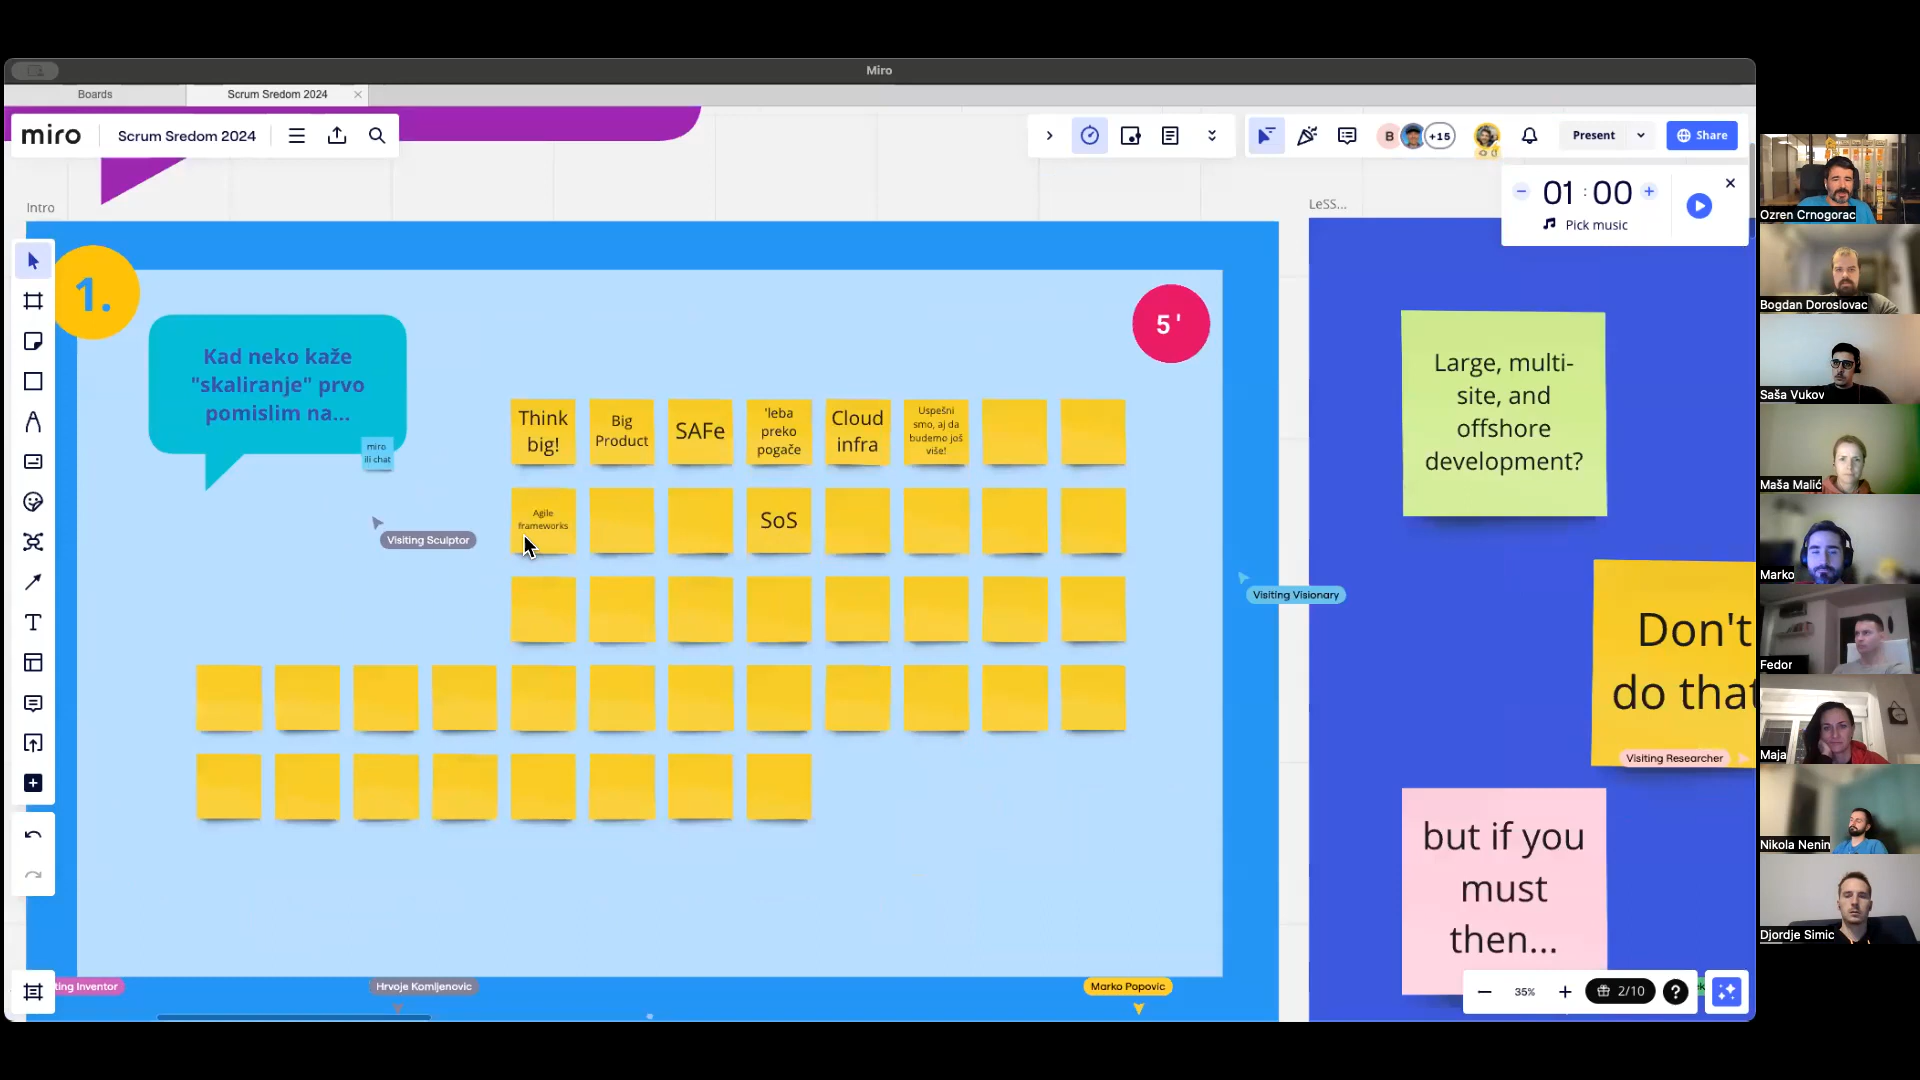 Miro
Boards
Scrum Sredom 2024
miro
Scrum Sredom 2024
B
+15
Present
Share
01 : 00
Pick music
Intro
LeSS...
1.
5'
Kad neko kaže
"skaliranje" prvo
pomislim na...
miro
ili chat
Think
big!
Big
Product
SAFe
'leba
preko
pogače
Cloud
infra
Uspešni
smo, aj da
budemo još
više!
Agile
frameworks
SoS
Visiting Sculptor
Visiting Visionary
Large, multi-
site, and
offshore
development?
Don't
do that
Visiting Researcher
but if you
must
then...
ting Inventor
Hrvoje Komljenovic
Marko Popovic
35%
2/10
?
Ozren Crnogorac
Bogdan Doroslovac
Saša Vukov
Maša Malić
Marko
Fedor
Maja
Nikola Nenin
Djordje Simic